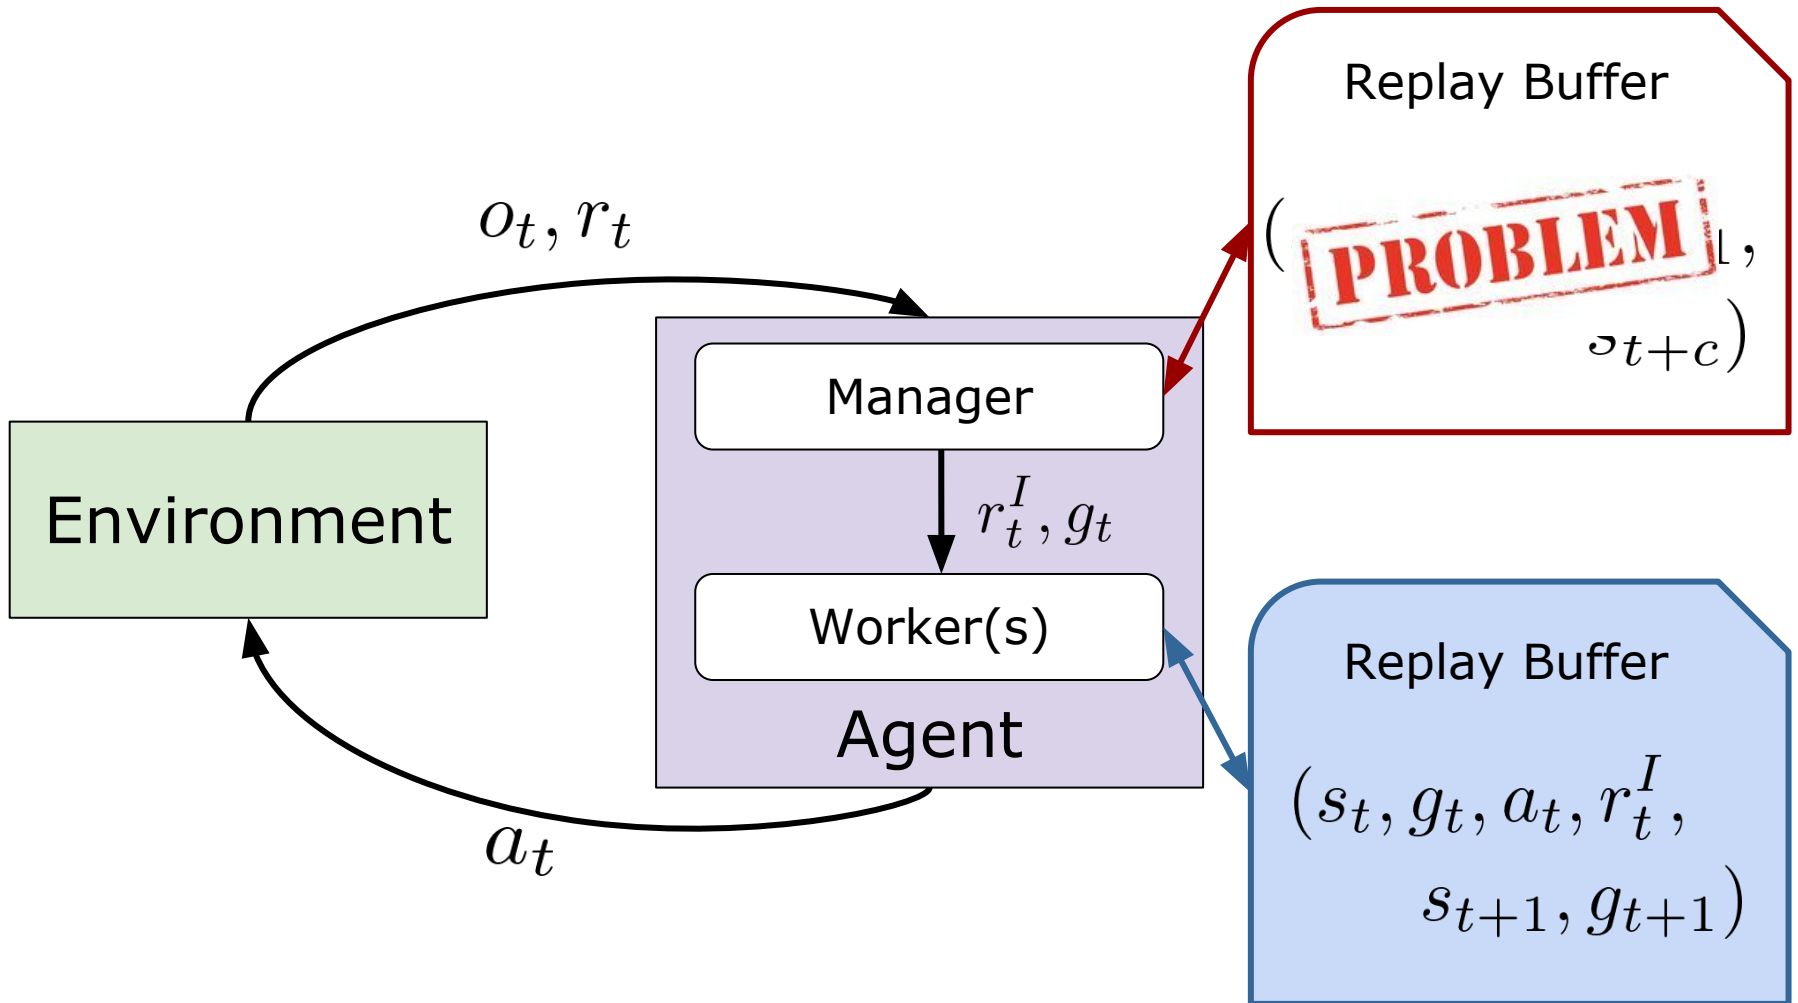 Replay Buffer
(PROBLEM ,
s_{t+c})
o_t, r_t
Manager
r_t^I, g_t
Environment
Worker(s)
Agent
a_t
Replay Buffer
(s_t, g_t, a_t, r_t^I,
s_{t+1}, g_{t+1})